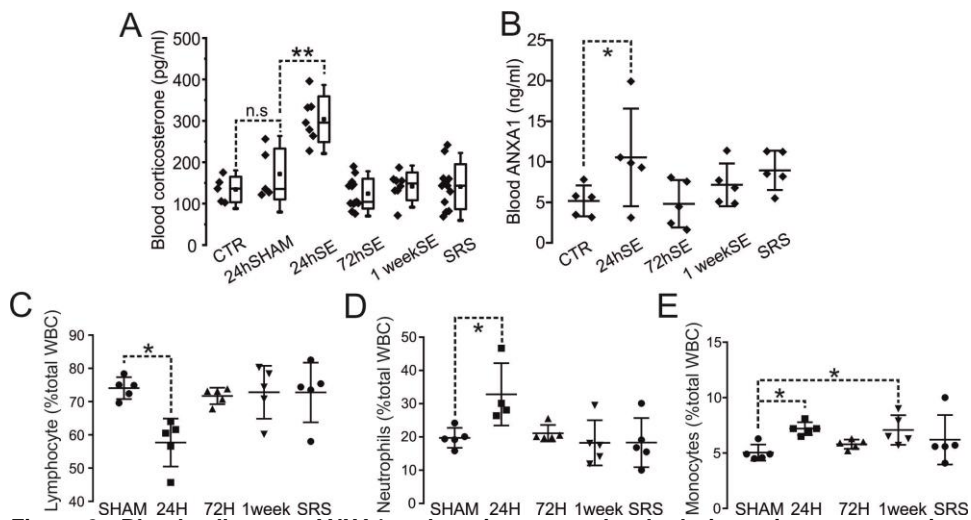 A
Blood corticosterone (pg/ml)
500
400
300
200
100
0
n.s
**
CTR
24hSHAM
24hSE
72hSE
1 weekSE
SRS
B
Blood ANXA1 (ng/ml)
25
20
15
10
5
0
*
CTR
24hSE
72hSE
1 weekSE
SRS
C
Lymphocyte (%total WBC)
90
80
70
60
50
40
*
SHAM 24H 72H 1week SRS
D
Neutrophils (%total WBC)
50
40
30
20
10
0
*
SHAM 24H 72H 1week SRS
E
Monocytes (%total WBC)
15
10
5
0
*
*
SHAM 24H 72H 1week SRS